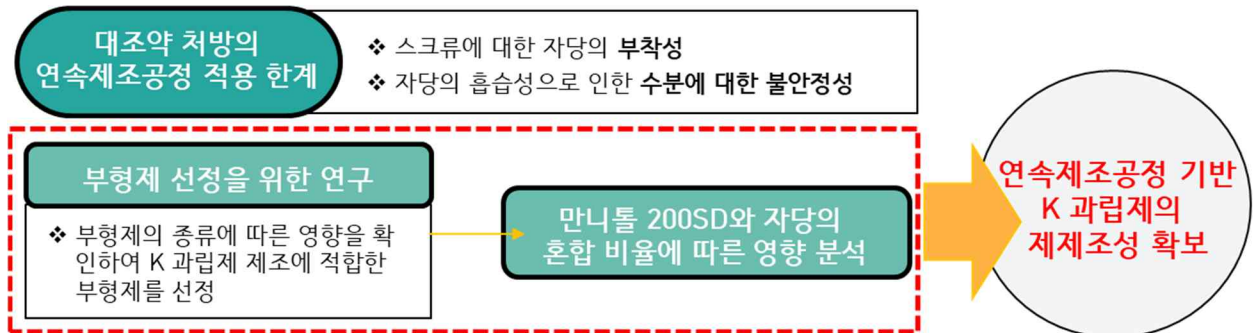 대조약 처방의
연속제조공정 적용 한계
❖ 스크류에 대한 자당의 부착성
❖ 자당의 흡습성으로 인한 수분에 대한 불안정성
부형제 선정을 위한 연구
❖ 부형제의 종류에 따른 영향을 확
인하여 K 과립제 제조에 적합한
부형제를 선정
만니톨 200SD와 자당의
혼합 비율에 따른 영향 분석
연속제조공정 기반
K 과립제의
제제조성 확보